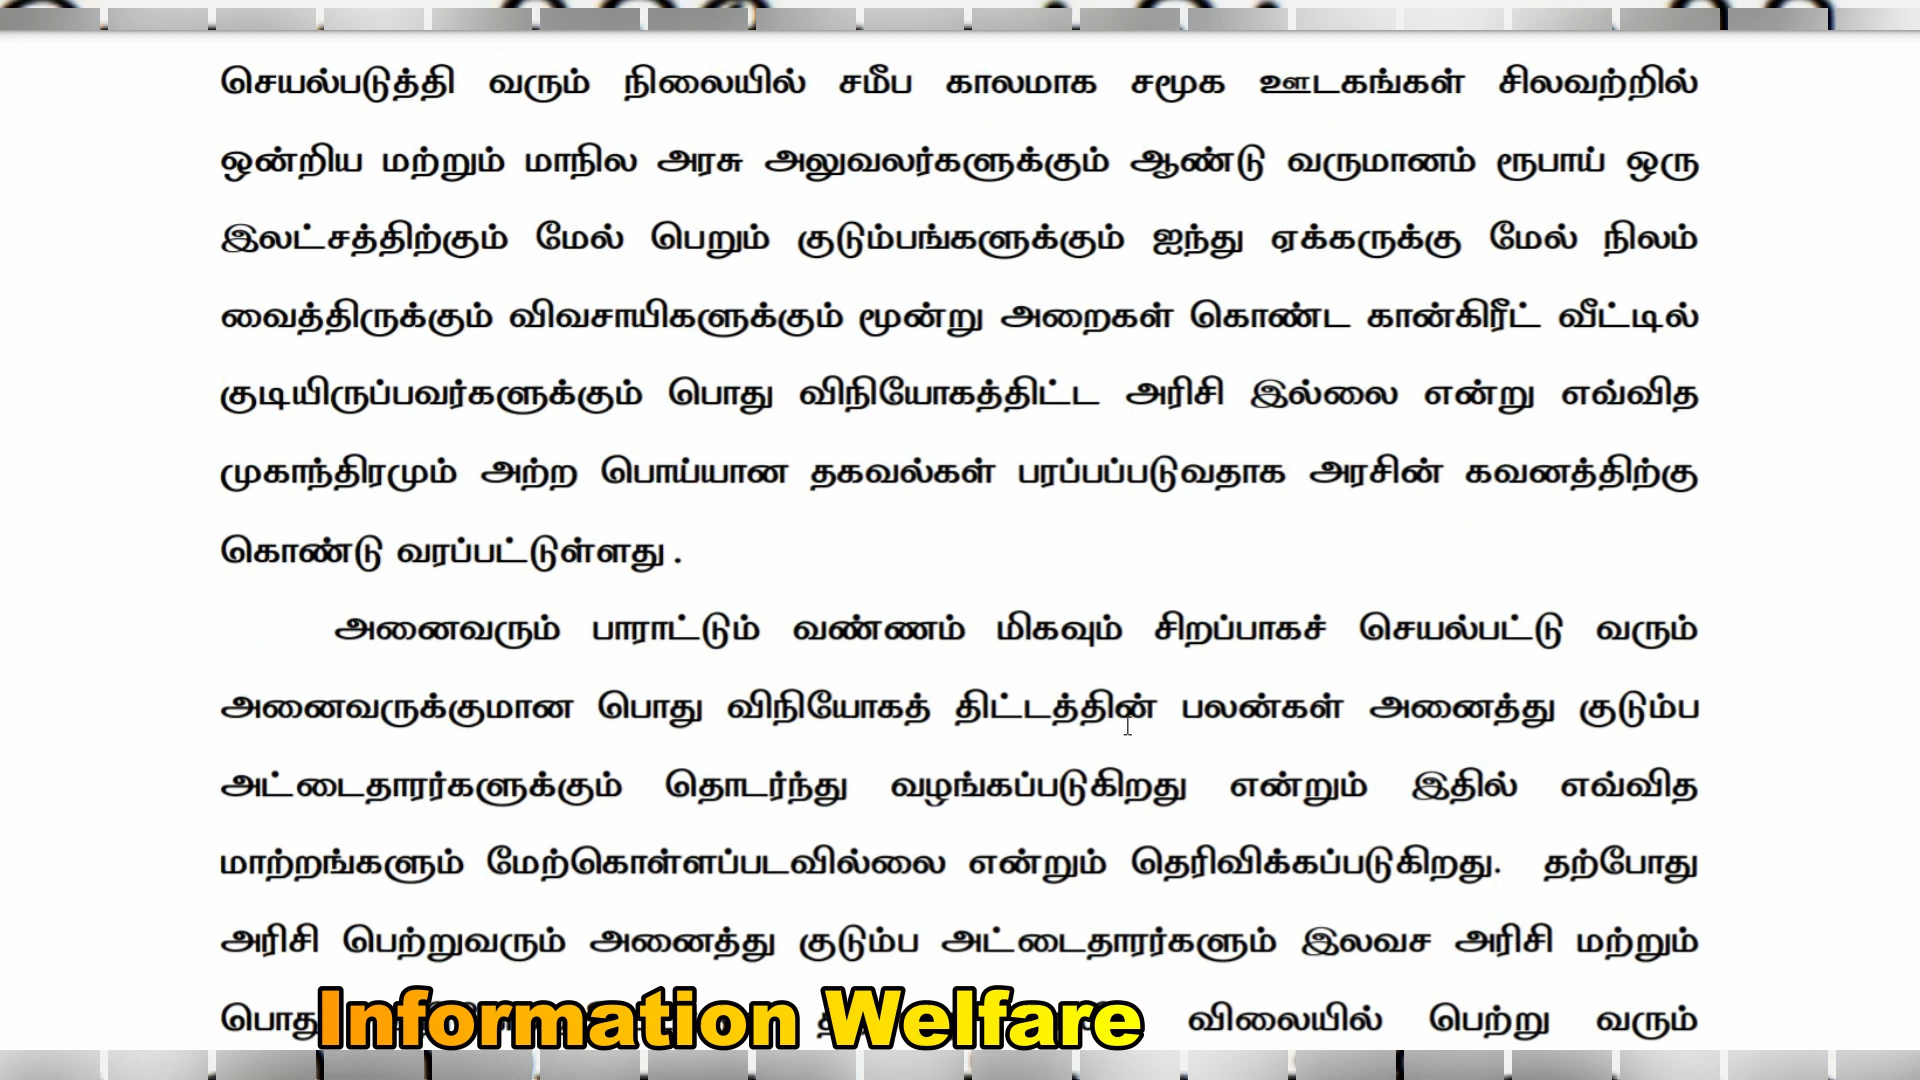 செயல்படுத்தி வரும் நிலையில் சமீப காலமாக சமூக ஊடகங்கள் சிலவற்றில்
ஒன்றிய மற்றும் மாநில அரசு அலுவலர்களுக்கும் ஆண்டு வருமானம் ரூபாய் ஒரு
இலட்சத்திற்கும் மேல் பெறும் குடும்பங்களுக்கும் ஐந்து ஏக்கருக்கு மேல் நிலம்
வைத்திருக்கும் விவசாயிகளுக்கும் மூன்று அறைகள் கொண்ட கான்கிரீட் வீட்டில்
குடியிருப்பவர்களுக்கும் பொது விநியோகத்திட்ட அரிசி இல்லை என்று எவ்வித
முகாந்திரமும் அற்ற பொய்யான தகவல்கள் பரப்பப்படுவதாக அரசின் கவனத்திற்கு
கொண்டு வரப்பட்டுள்ளது .
அனைவரும் பாராட்டும் வண்ணம் மிகவும் சிறப்பாகச் செயல்பட்டு வரும்
அனைவருக்குமான பொது விநியோகத் திட்டத்தின் பலன்கள் அனைத்து குடும்ப
அட்டைதாரர்களுக்கும் தொடர்ந்து வழங்கப்படுகிறது என்றும் இதில் எவ்வித
மாற்றங்களும் மேற்கொள்ளப்படவில்லை என்றும் தெரிவிக்கப்படுகிறது. தற்போது
அரிசி பெற்றுவரும் அனைத்து குடும்ப அட்டைதாரர்களும் இலவச அரிசி மற்றும்
பொது விலையில் பெற்று வரும்
Information Welfare